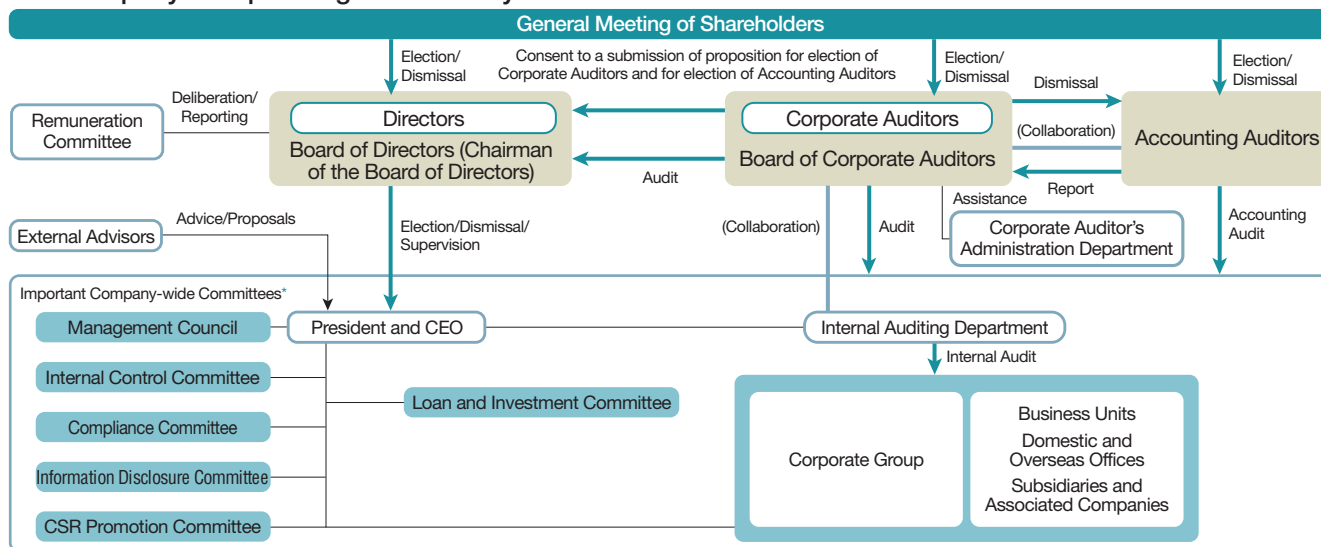 General Meeting of Shareholders
Election/
Dismissal
Consent to a submission of proposition for election of
Corporate Auditors and for election of Accounting Auditors
Election/
Dismissal
Dismissal
Election/
Dismissal
Remuneration
Committee
Deliberation/
Reporting
Directors
Board of Directors (Chairman
of the Board of Directors)
Audit
Corporate Auditors
Board of Corporate Auditors
(Collaboration)
Report
Accounting Auditors
External Advisors
Advice/Proposals
Election/Dismissal/
Supervision
(Collaboration)
Audit
Assistance
Corporate Auditor's
Administration Department
Accounting
Audit
Important Company-wide Committees*
Management Council
President and CEO
Internal Auditing Department
Internal Audit
Internal Control Committee
Loan and Investment Committee
Compliance Committee
Information Disclosure Committee
CSR Promotion Committee
Corporate Group
Business Units
Domestic and
Overseas Offices
Subsidiaries and
Associated Companies